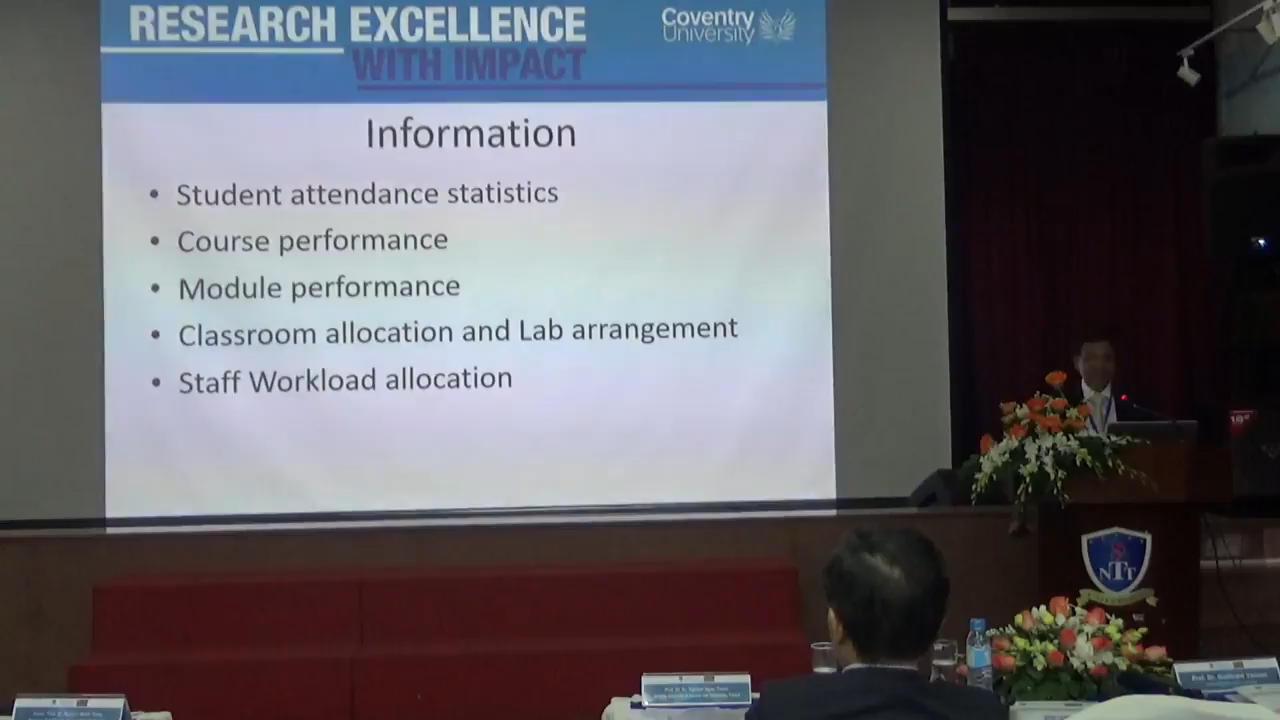 RESEARCH EXCELLENCE
WITH IMPACT
Coventry
University
Information
• Student attendance statistics
• Course performance
• Module performance
• Classroom allocation and Lab arrangement
• Staff Workload allocation
NTT